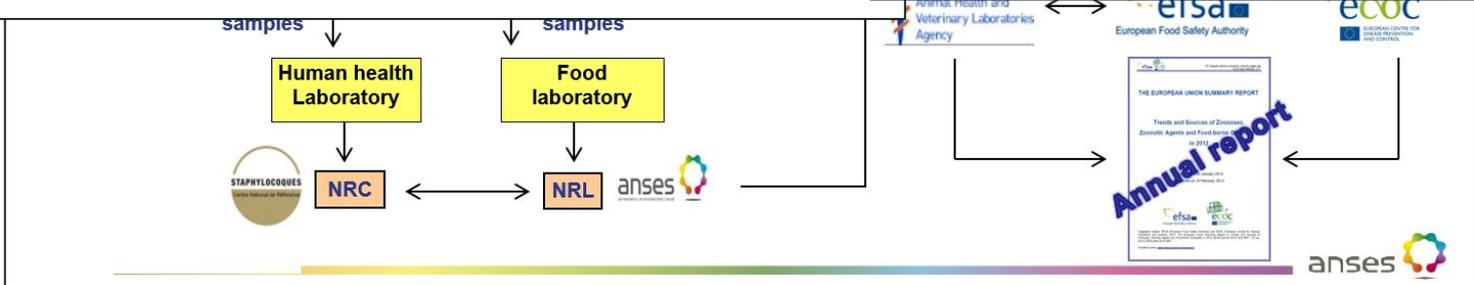 samples
samples
Animal Health and
Veterinary Laboratories
Agency
efsa
European Food Safety Authority
ecdc
EUROPEAN CENTRE FOR
DISEASE PREVENTION
AND CONTROL
Human health
Laboratory
Food
laboratory
THE EUROPEAN UNION SUMMARY REPORT
Trends and Sources of Zoonoses,
Zoonotic Agents and Food-borne
in 2012
Annual report
STAPHYLOCOQUES
Centre National de Référence
NRC
NRL
anses
efsa
ecdc
anses